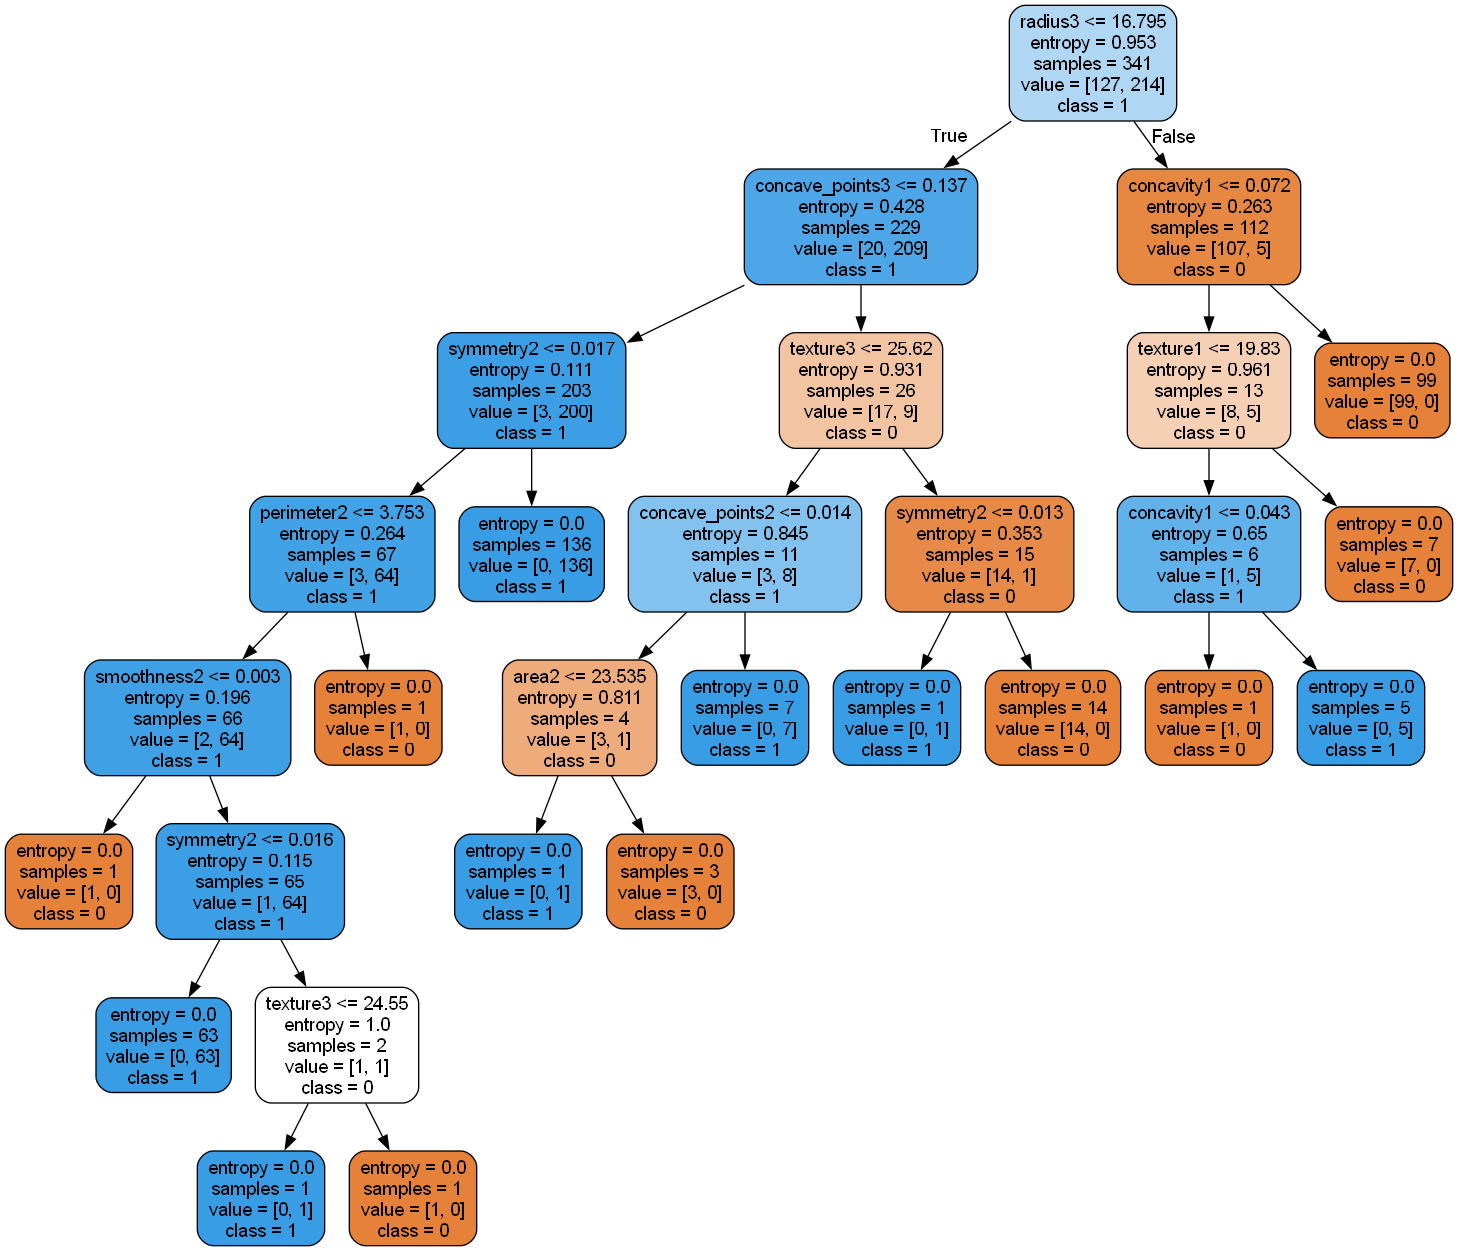 radius3 <= 16.795
entropy = 0.953
samples = 341
value = [127, 214]
class = 1
True
False
concave_points3 <= 0.137
entropy = 0.428
samples = 229
value = [20, 209]
class = 1
concavity1 <= 0.072
entropy = 0.263
samples = 112
value = [107, 5]
class = 0
symmetry2 <= 0.017
entropy = 0.111
samples = 203
value = [3, 200]
class = 1
texture3 <= 25.62
entropy = 0.931
samples = 26
value = [17, 9]
class = 0
texture1 <= 19.83
entropy = 0.961
samples = 13
value = [8, 5]
class = 0
entropy = 0.0
samples = 99
value = [99, 0]
class = 0
perimeter2 <= 3.753
entropy = 0.264
samples = 67
value = [3, 64]
class = 1
entropy = 0.0
samples = 136
value = [0, 136]
class = 1
concave_points2 <= 0.014
entropy = 0.845
samples = 11
value = [3, 8]
class = 1
symmetry2 <= 0.013
entropy = 0.353
samples = 15
value = [14, 1]
class = 0
concavity1 <= 0.043
entropy = 0.65
samples = 6
value = [1, 5]
class = 1
entropy = 0.0
samples = 7
value = [7, 0]
class = 0
smoothness2 <= 0.003
entropy = 0.196
samples = 66
value = [2, 64]
class = 1
entropy = 0.0
samples = 1
value = [1, 0]
class = 0
area2 <= 23.535
entropy = 0.811
samples = 4
value = [3, 1]
class = 0
entropy = 0.0
samples = 7
value = [0, 7]
class = 1
entropy = 0.0
samples = 1
value = [0, 1]
class = 1
entropy = 0.0
samples = 14
value = [14, 0]
class = 0
entropy = 0.0
samples = 1
value = [1, 0]
class = 0
entropy = 0.0
samples = 5
value = [0, 5]
class = 1
entropy = 0.0
samples = 1
value = [1, 0]
class = 0
symmetry2 <= 0.016
entropy = 0.115
samples = 65
value = [1, 64]
class = 1
entropy = 0.0
samples = 1
value = [0, 1]
class = 1
entropy = 0.0
samples = 3
value = [3, 0]
class = 0
entropy = 0.0
samples = 63
value = [0, 63]
class = 1
texture3 <= 24.55
entropy = 1.0
samples = 2
value = [1, 1]
class = 0
entropy = 0.0
samples = 1
value = [0, 1]
class = 1
entropy = 0.0
samples = 1
value = [1, 0]
class = 0